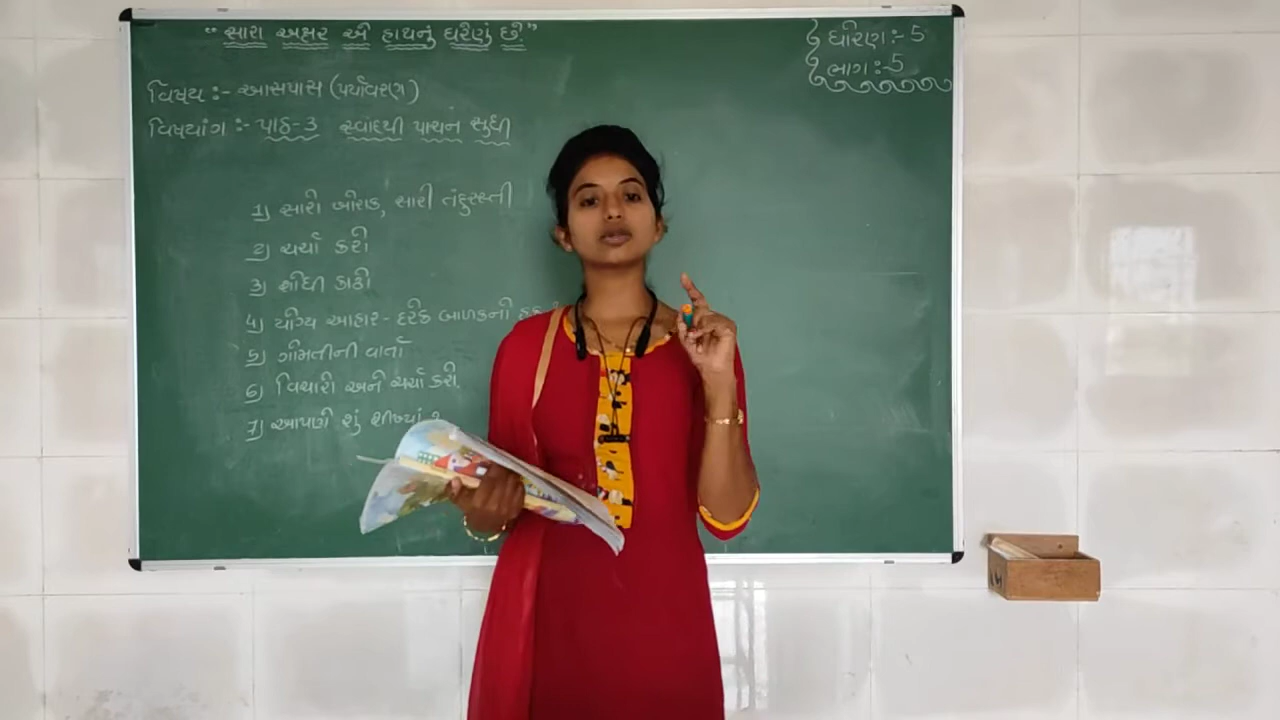 “સારા અક્ષર એ હાથનું ઘરેણું છે.”
ધોરણ:- 5
ભાગ:-5
વિષય :- આસપાસ (પર્યાવરણ)
વિષયાંગ :- પાઠ-3 સ્વાદથી પાચન સુધી
1) સારો ખોરાક, સારી તંદુરસ્તી
2) ચર્ચા કરો
3) શોધી કાઢો
4) યોગ્ય આહાર - દરેક બાળકની
5) ગોમતીની વાર્તા
6) વિચારો અને ચર્ચા કરો.
7) આપણે શું શીખ્યાં ?